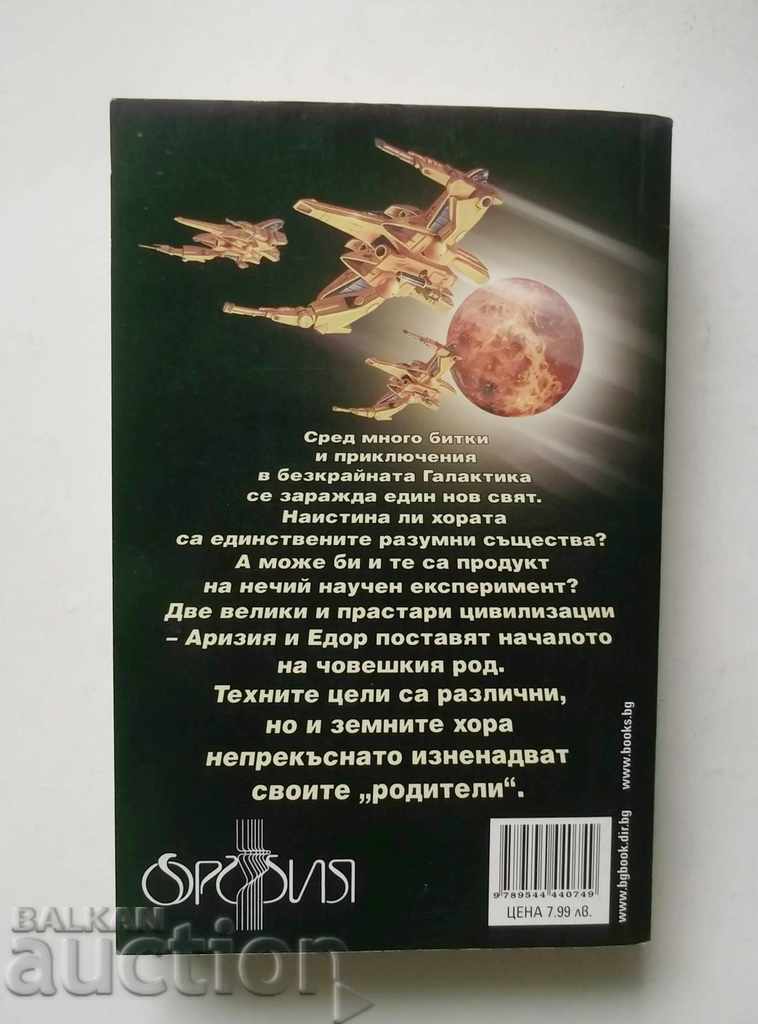 Сред много битки
и приключения
в безкрайната Галактика
се заражда един нов свят.
Наистина ли хората
са единствените разумни същества?
А може би и те са продукт
на нечий научен експеримент?
Две велики и прастари цивилизации
– Аризия и Едор поставят началото
на човешкия род.
Техните цели са различни,
но и земните хора
непрекъснато изненадват
своите „родители“.
www.bgbook.dir.bg www.books.bg
9 789544 440749
ЦЕНА 7.99 лв.
BALKAN
auction